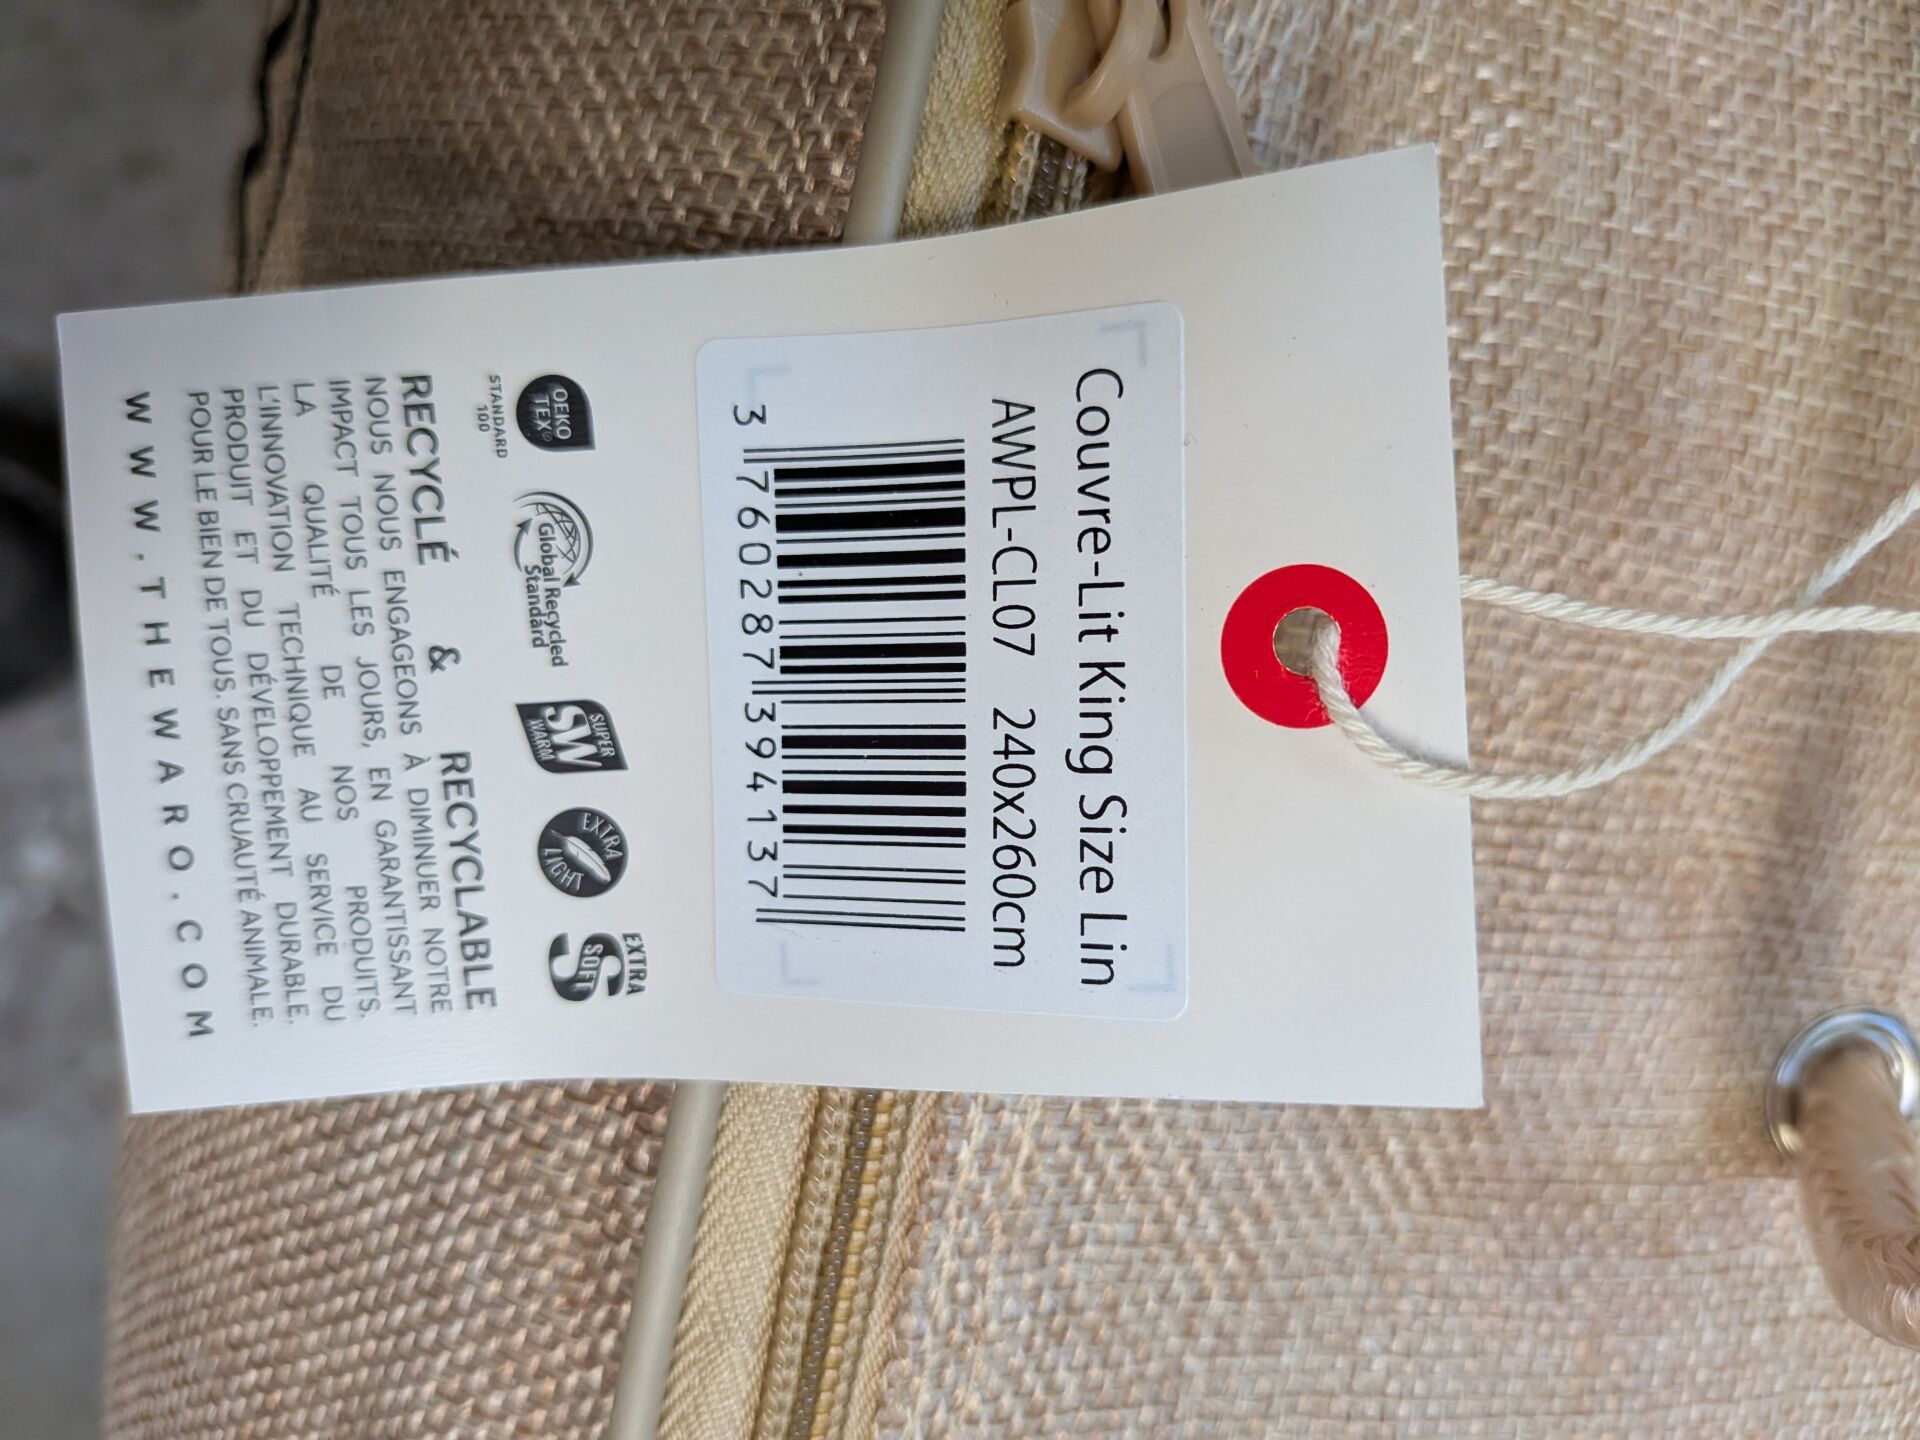 Couvre-Lit King Size Lin
AWPL-CL07 240x260cm
3 760287 394137
OEKO
TEX®
STANDARD
100
Global Recycled
Standard
SUPER
SW
WARM
EXTRA
LIGHT
EXTRA
SOFT
RECYCLÉ & RECYCLABLE
NOUS NOUS ENGAGEONS À DIMINUER NOTRE
IMPACT TOUS LES JOURS, EN GARANTISSANT
LA QUALITÉ DE NOS PRODUITS.
L'INNOVATION TECHNIQUE AU SERVICE DU
PRODUIT ET DU DÉVELOPPEMENT DURABLE.
POUR LE BIEN DE TOUS. SANS CRUAUTÉ ANIMALE.
WWW.THEWARO.COM